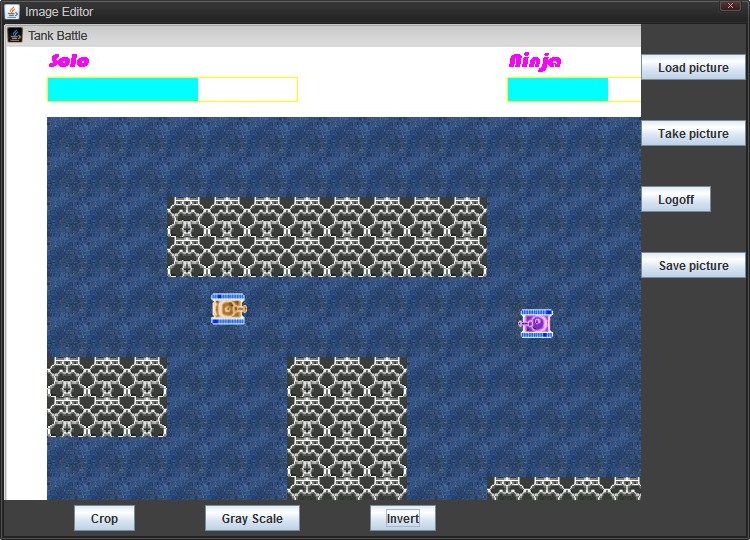 Image Editor
Tank Battle
Solo
Ninja
Load picture
Take picture
Logoff
Save picture
Crop
Gray Scale
Invert